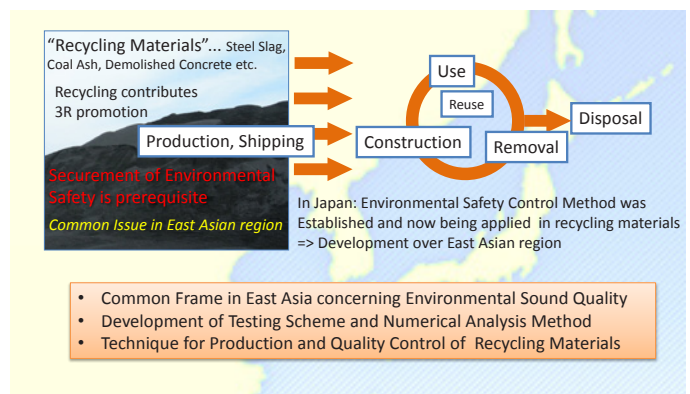 “Recycling Materials”... Steel Slag,
Coal Ash, Demolished Concrete etc.
Recycling contributes
3R promotion
Production, Shipping
Securement of Environmental
Safety is prerequisite
Common Issue in East Asian region
Use
Reuse
Construction
Removal
Disposal
In Japan: Environmental Safety Control Method was
Established and now being applied in recycling materials
=> Development over East Asian region
• Common Frame in East Asia concerning Environmental Sound Quality
• Development of Testing Scheme and Numerical Analysis Method
• Technique for Production and Quality Control of Recycling Materials